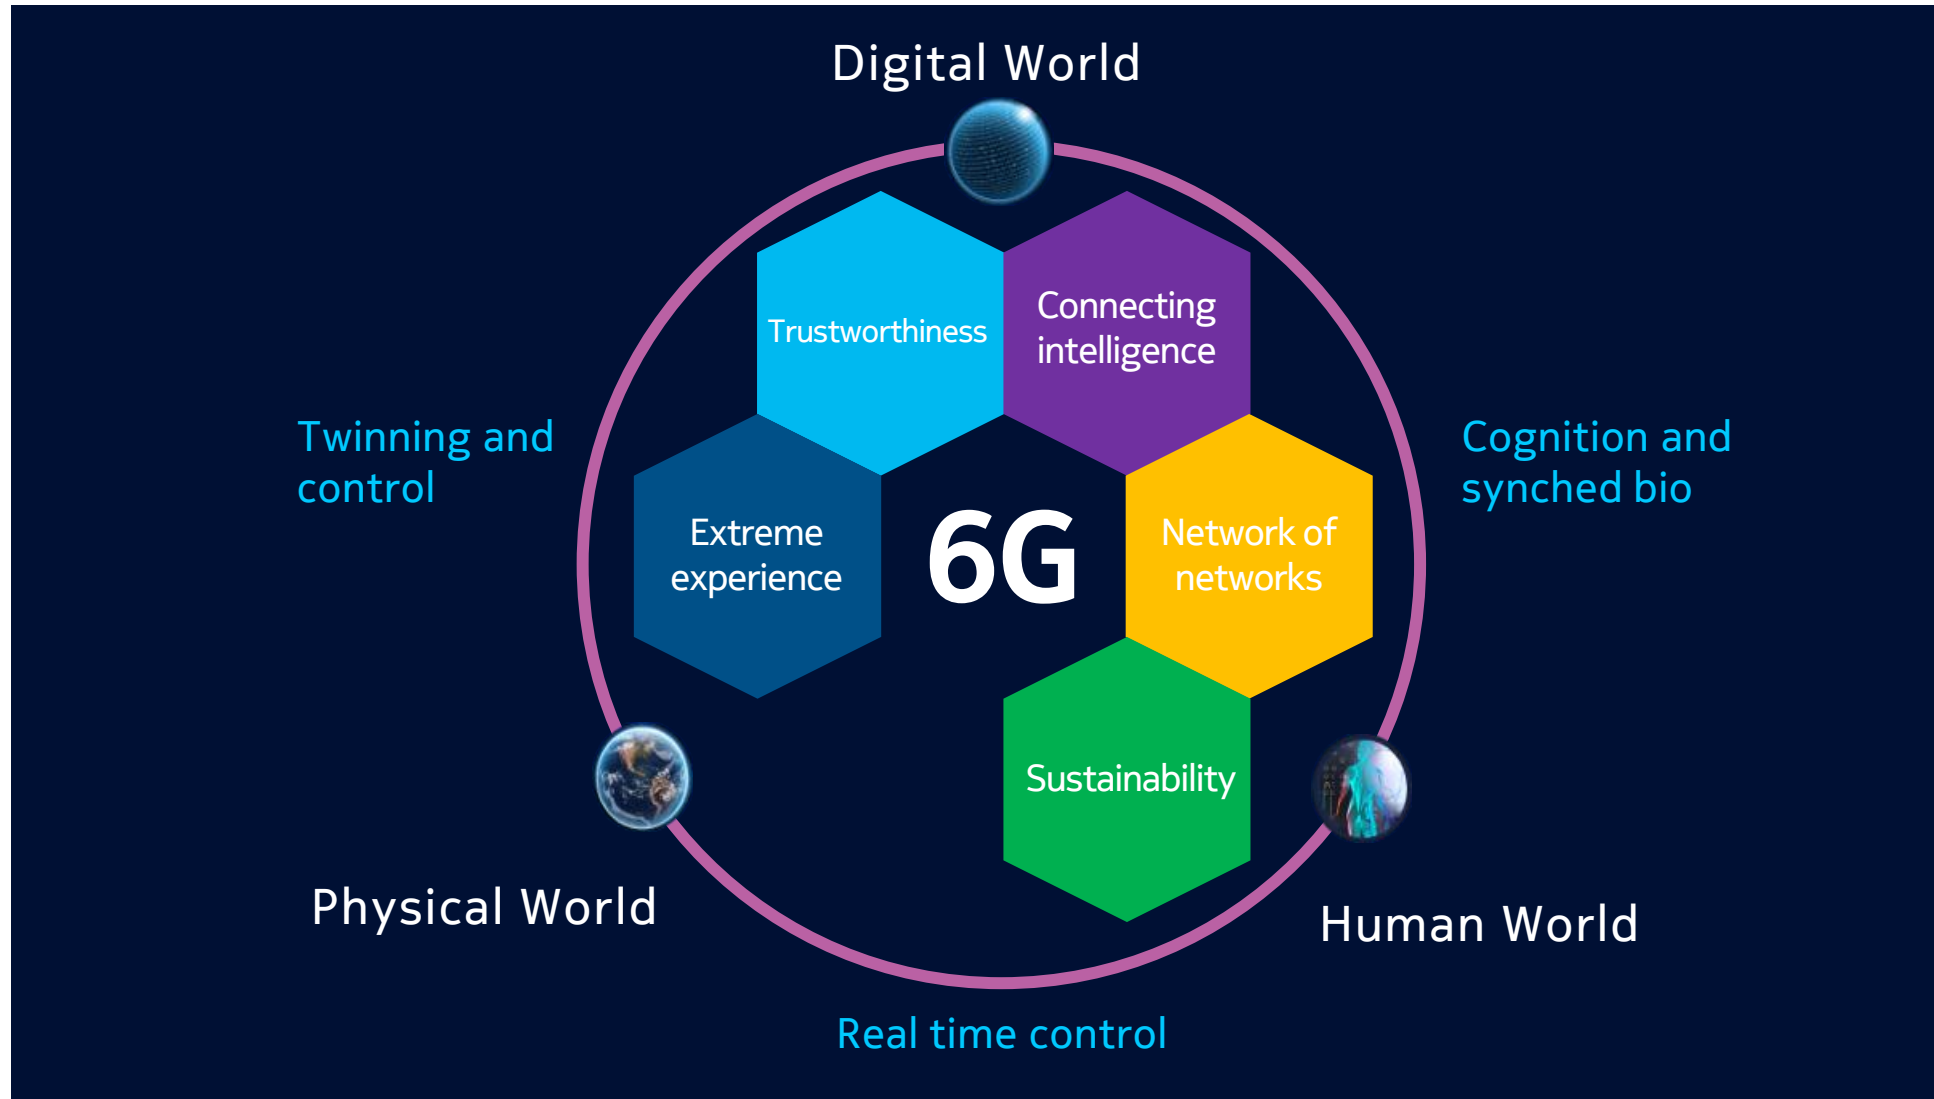 Digital World
Trustworthiness
Connecting
intelligence
Twinning and
control
Cognition and
synched bio
Extreme
experience
6G
Network of
networks
Sustainability
Physical World
Human World
Real time control